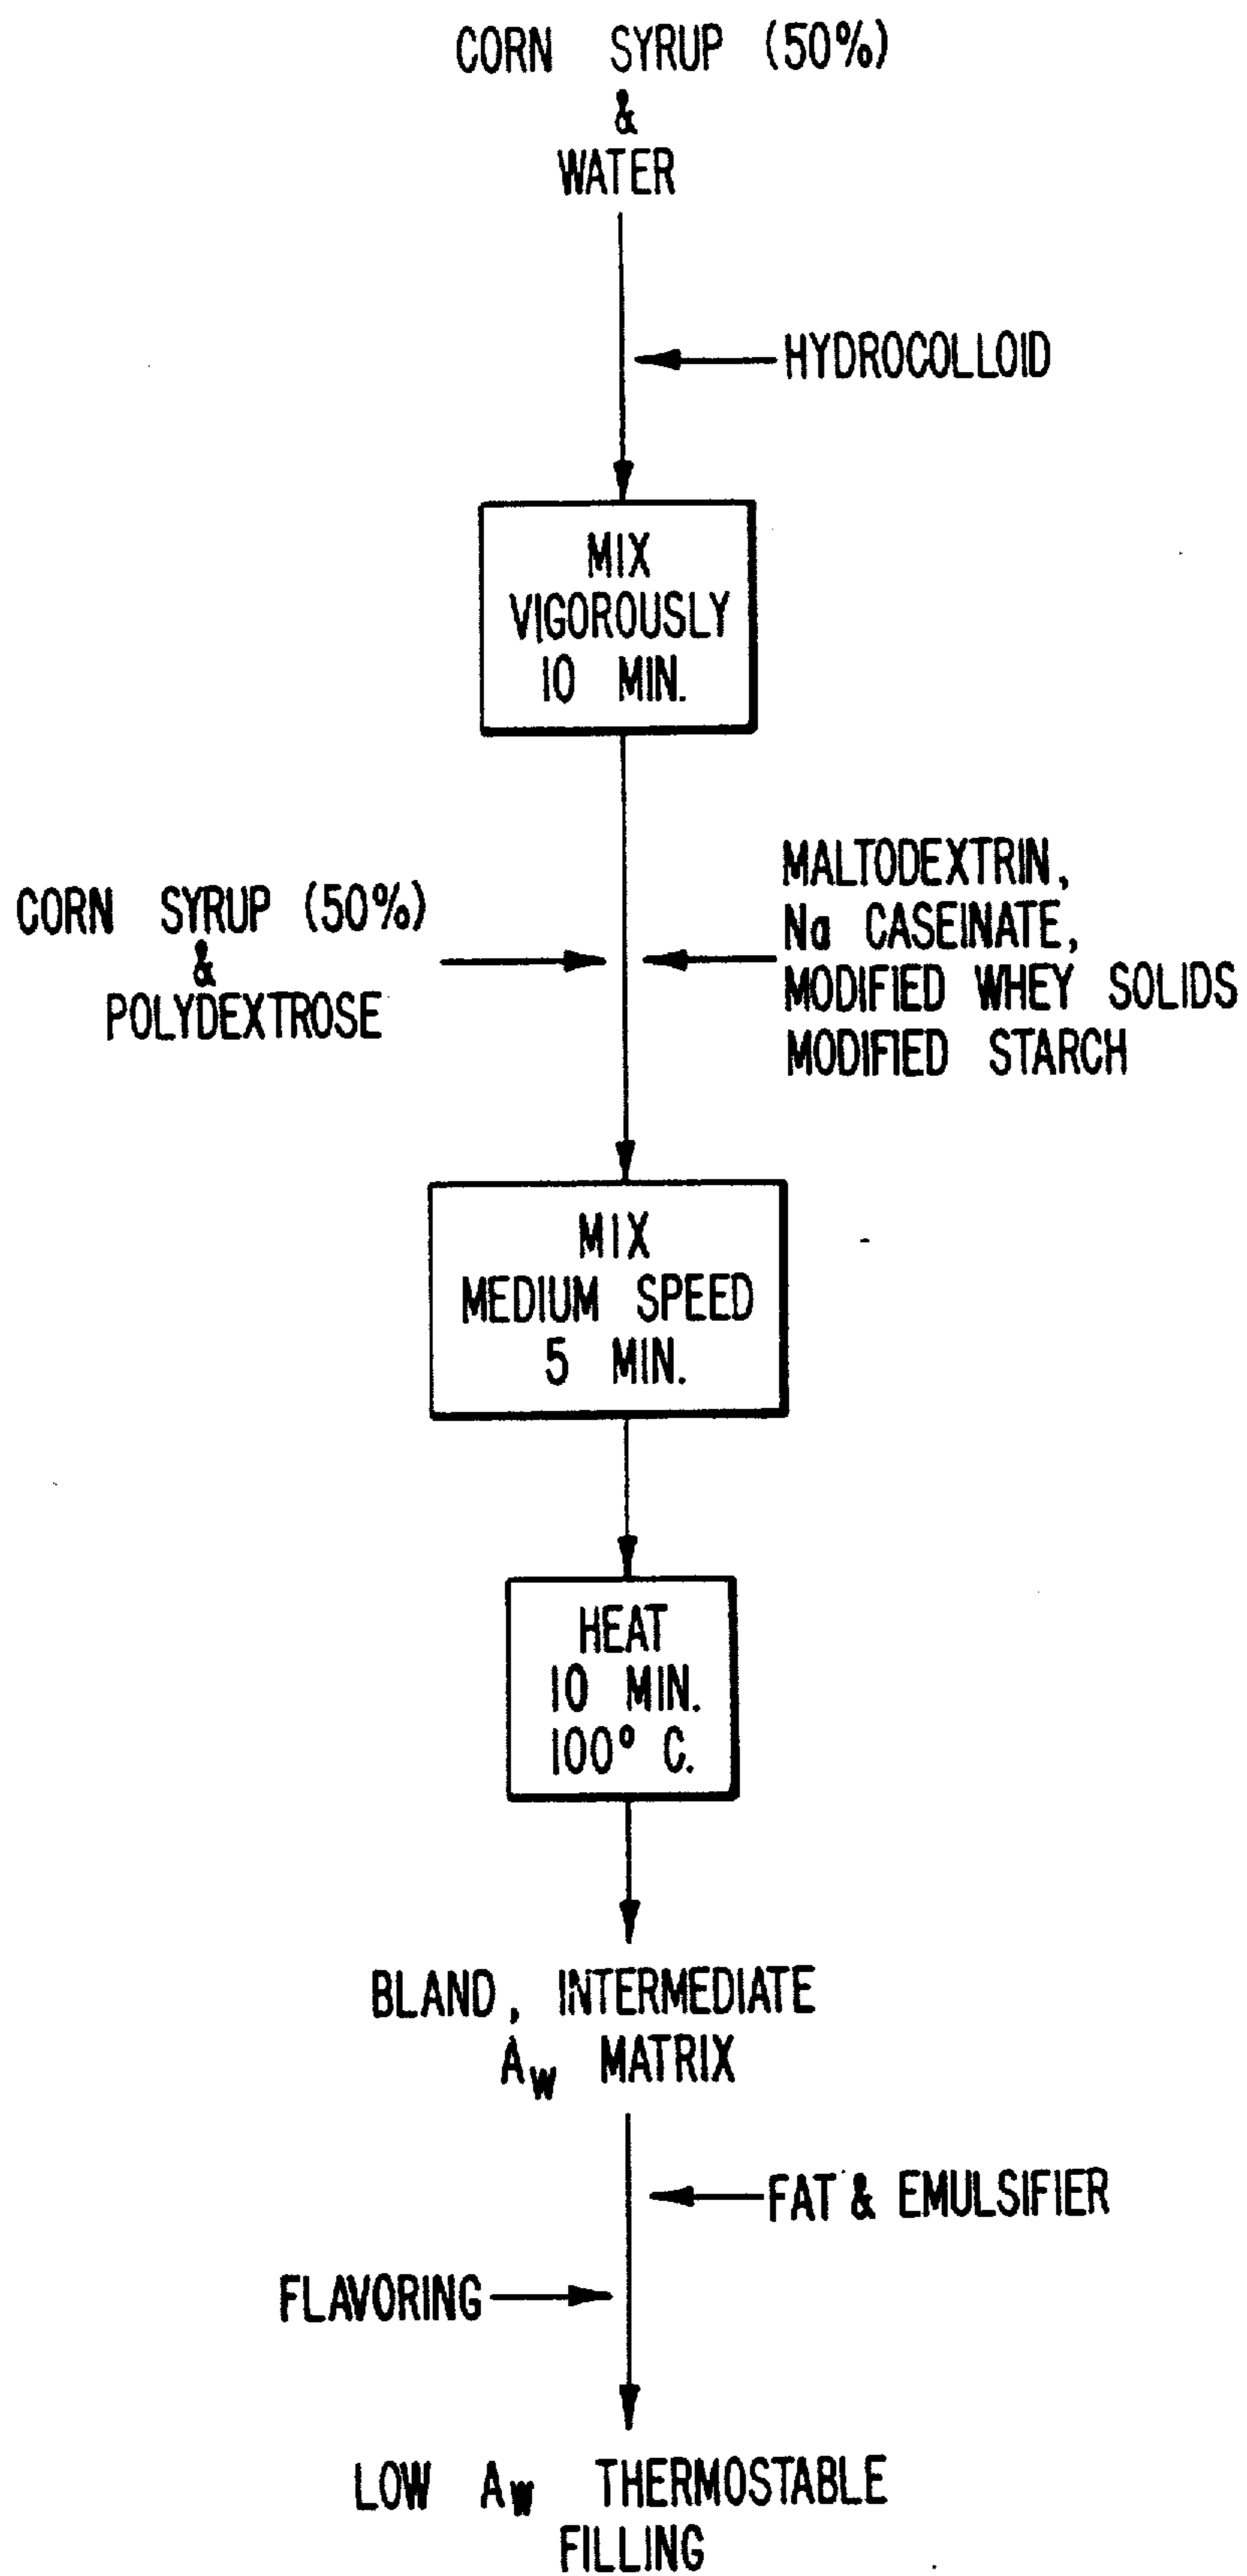 CORN SYRUP (50%)
&
WATER
HYDROCOLLOID
MIX
VIGOROUSLY
10 MIN.
CORN SYRUP (50%)
&
POLYDEXTROSE
MALTODEXTRIN,
Na CASEINATE,
MODIFIED WHEY SOLIDS
MODIFIED STARCH
MIX
MEDIUM SPEED
5 MIN.
HEAT
10 MIN.
100° C.
BLAND, INTERMEDIATE
Aw MATRIX
FAT & EMULSIFIER
FLAVORING
LOW Aw THERMOSTABLE
FILLING